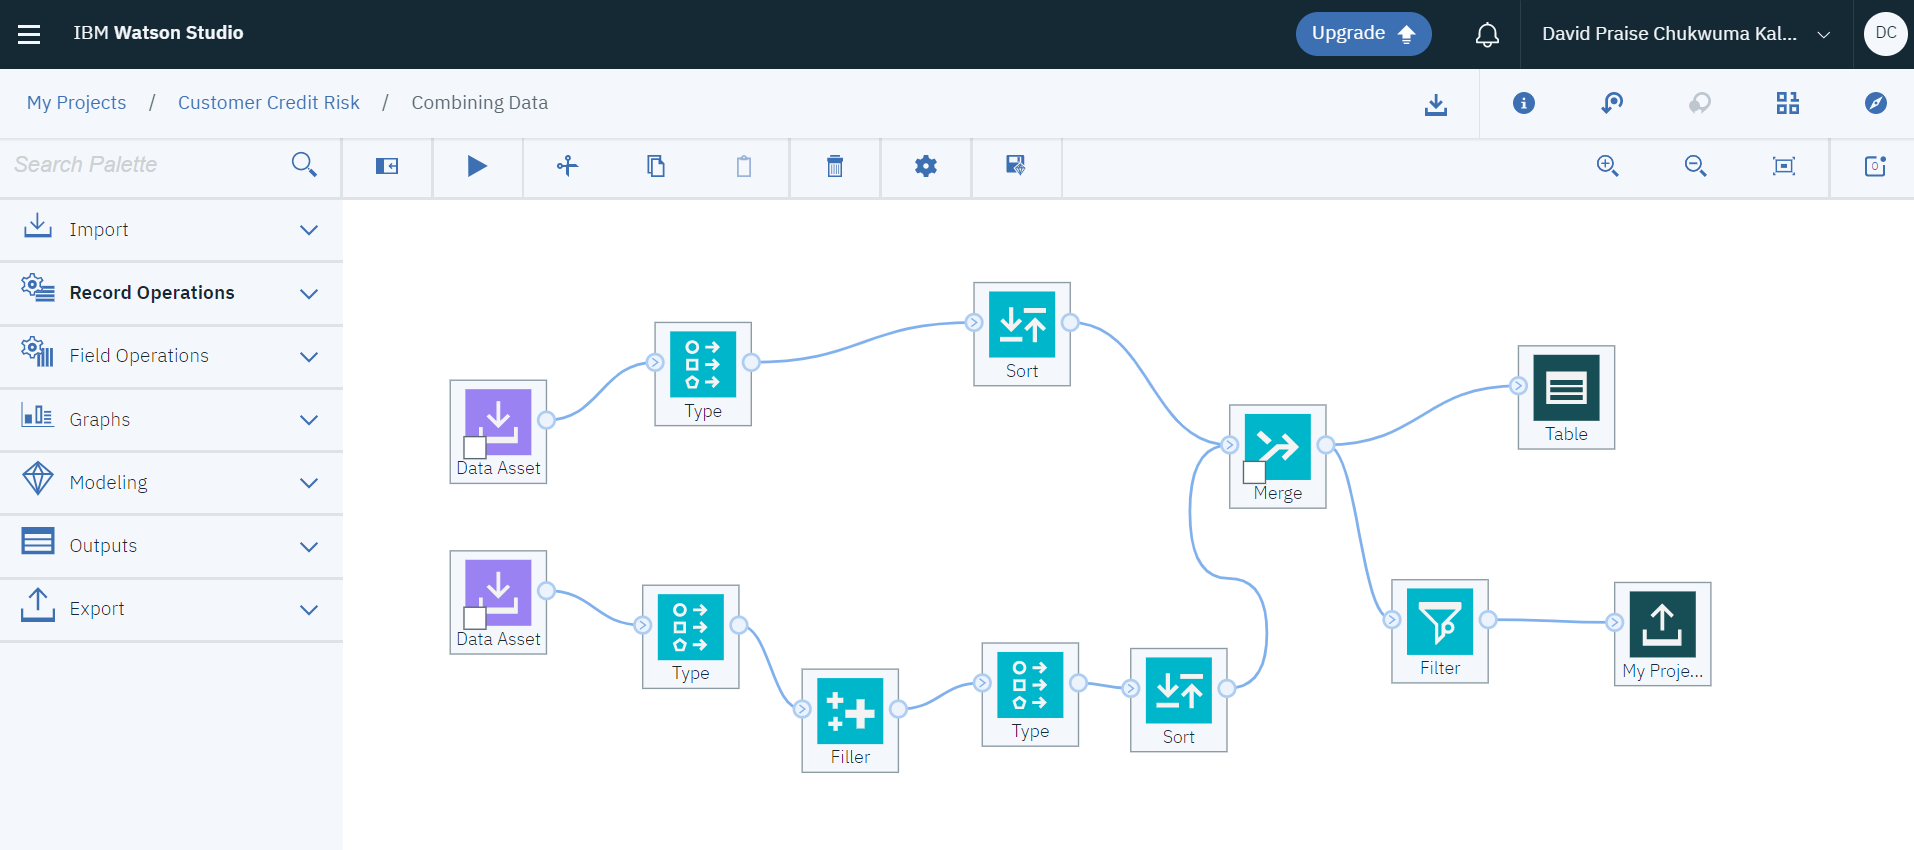 IBM Watson Studio
Upgrade
David Praise Chukwuma Kal...
DC
My Projects / Customer Credit Risk / Combining Data
Search Palette
Import
Record Operations
Field Operations
Graphs
Modeling
Outputs
Export
Data Asset
Type
Sort
Merge
Table
Data Asset
Type
Filler
Type
Sort
Filter
My Proje...
0